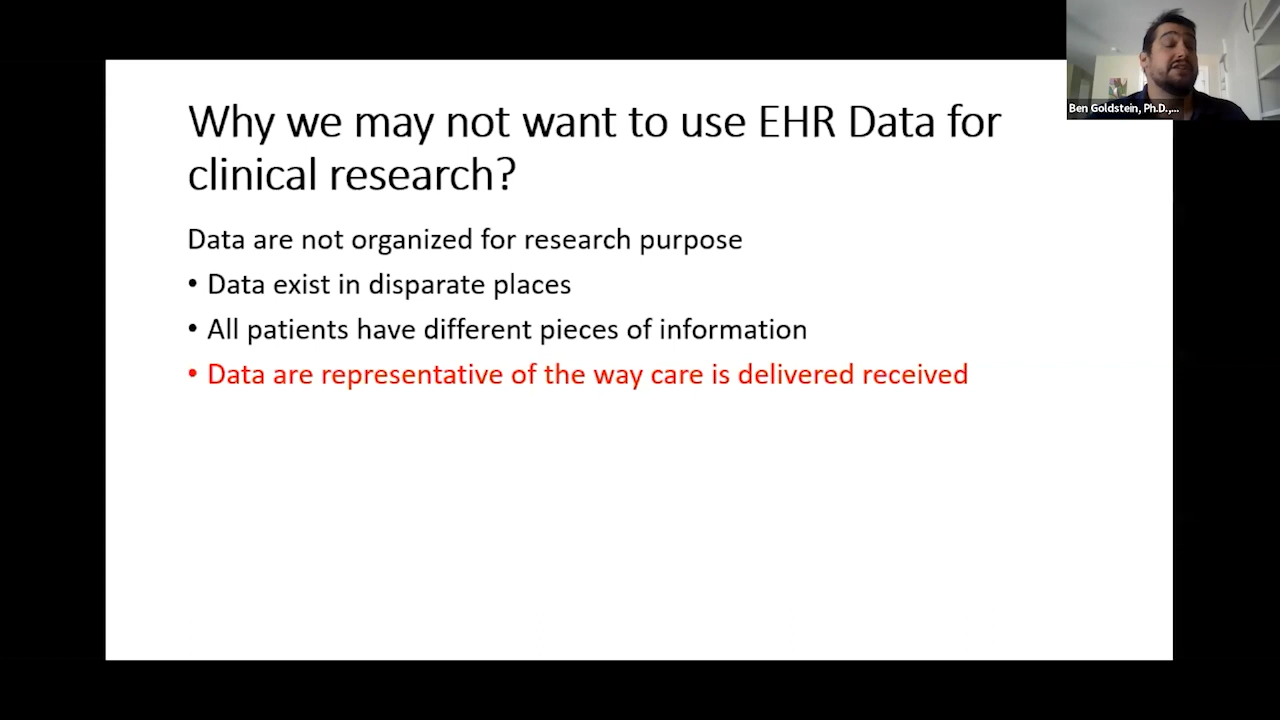 Ben Goldstein, Ph.D.,...
Why we may not want to use EHR Data for
clinical research?
Data are not organized for research purpose
• Data exist in disparate places
• All patients have different pieces of information
• Data are representative of the way care is delivered received